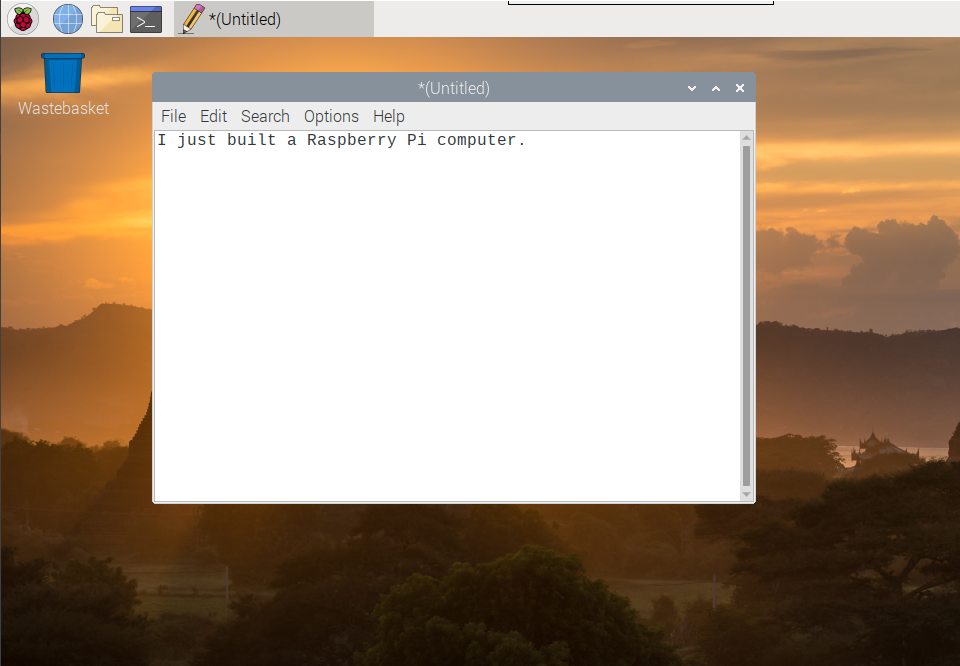 *(Untitled)
Wastebasket
*(Untitled)
File Edit Search Options Help
I just built a Raspberry Pi computer.